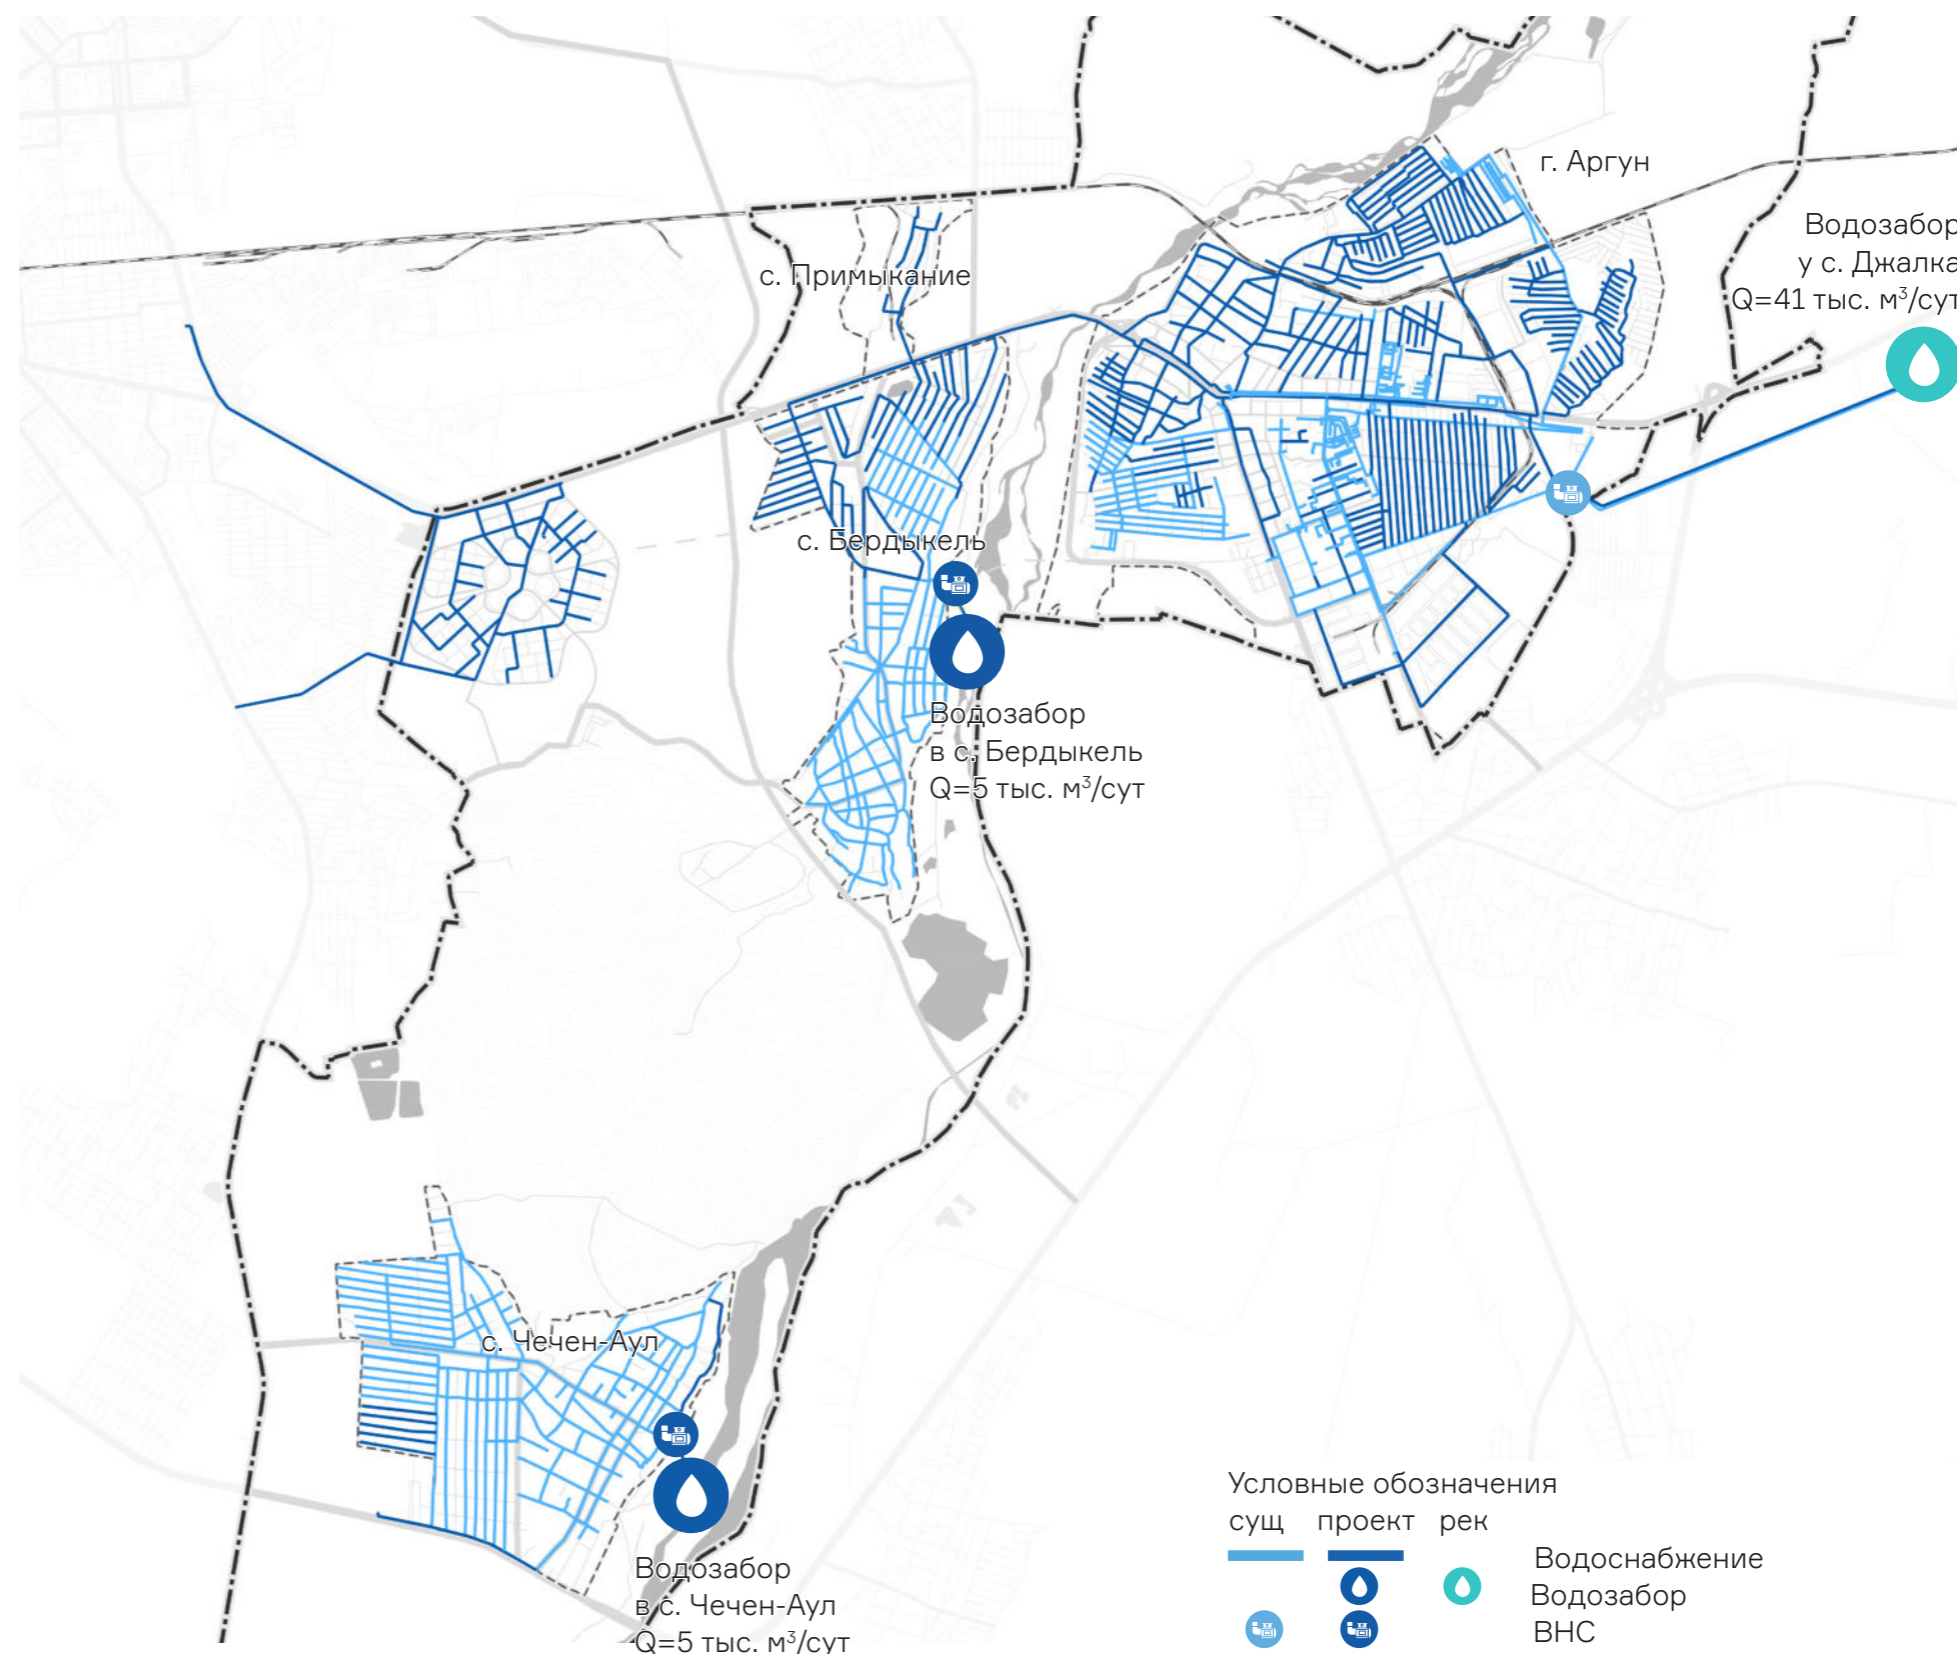 г. Аргун
Водозабор
у с. Джалка
Q=41 тыс. м³/сут
с. Примыкание
с. Бердыкель
Водозабор
в с. Бердыкель
Q=5 тыс. м³/сут
с. Чечен-Аул
Водозабор
в с. Чечен-Аул
Q=5 тыс. м³/сут
Условные обозначения
сущ проект рек
Водоснабжение
Водозабор
ВНС